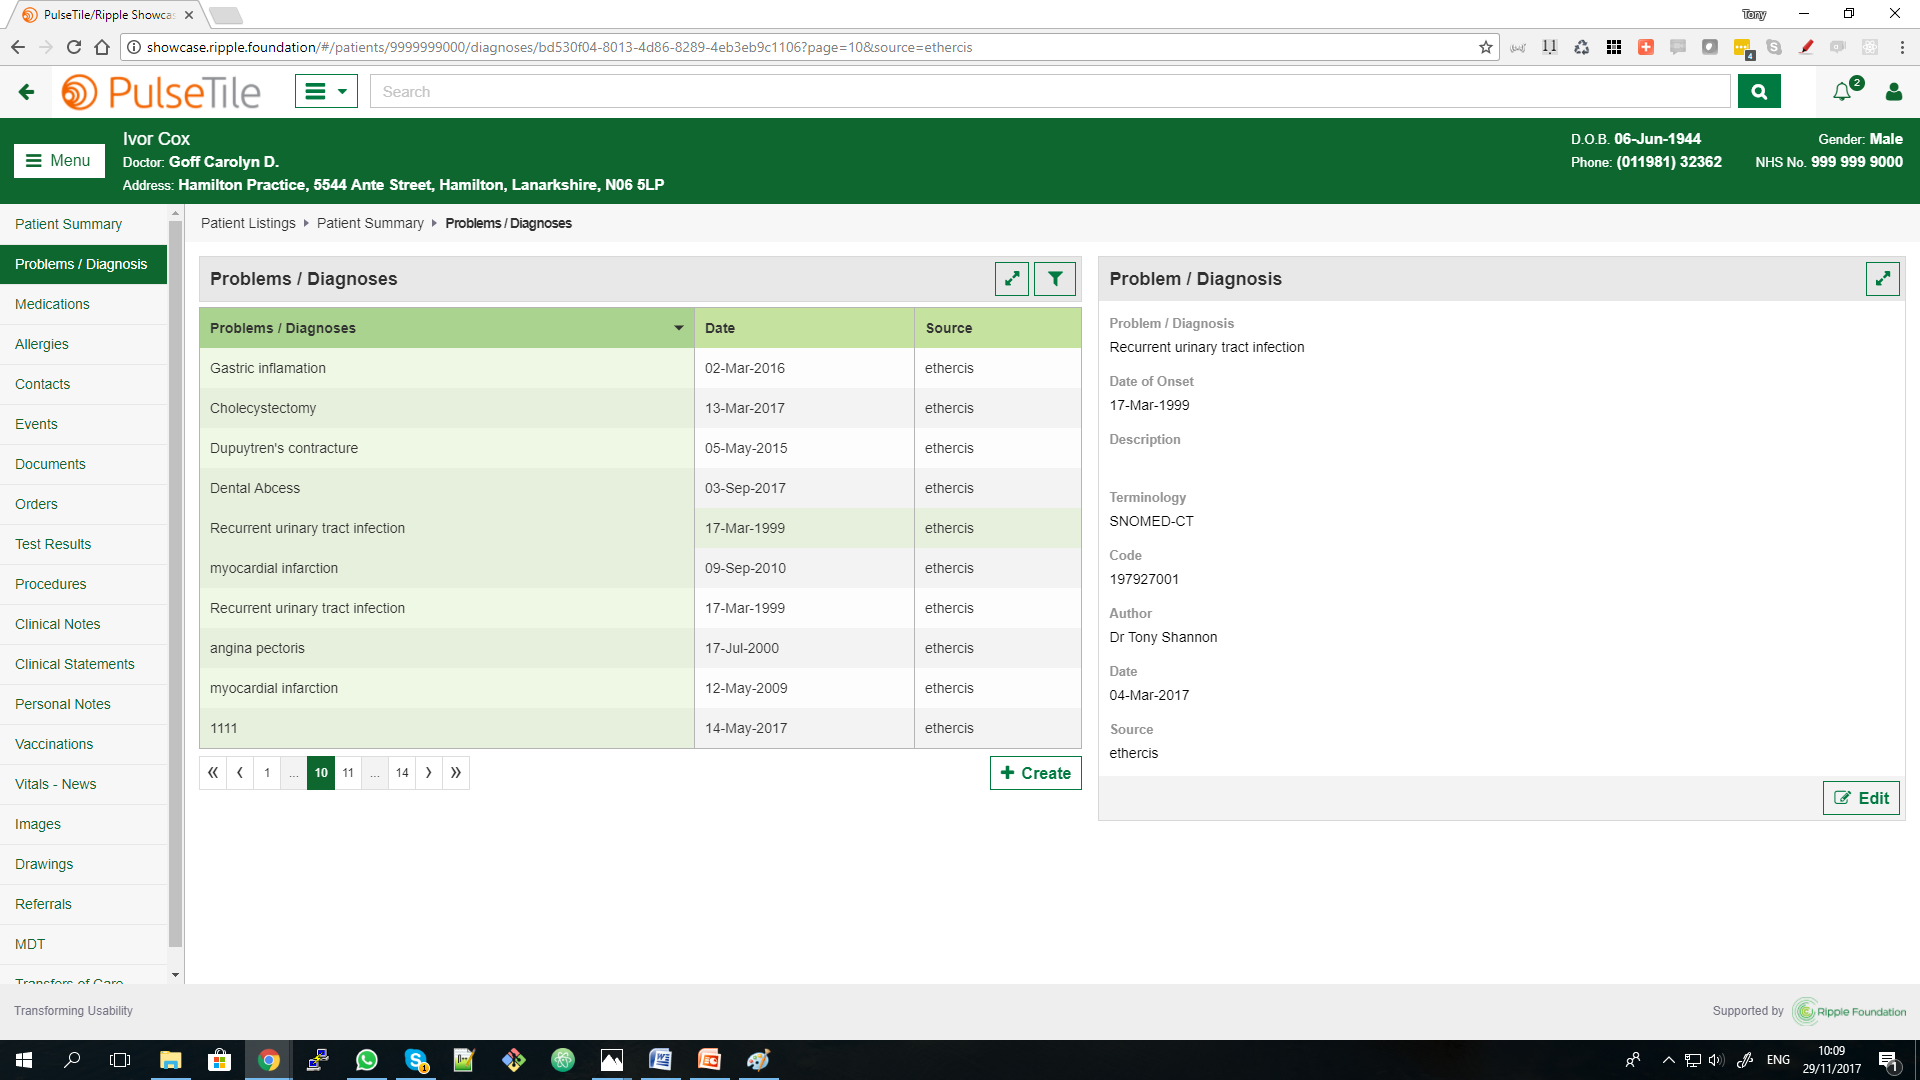 PulseTile/Ripple Showca
Tony
showcase.ripple.foundation/#/patients/9999999000/diagnoses/bd530f04-8013-4d86-8289-4eb3eb9c1106?page=10&source=ethercis
PulseTile
Search
2
Menu
Ivor Cox
Doctor: Goff Carolyn D.
Address: Hamilton Practice, 5544 Ante Street, Hamilton, Lanarkshire, N06 5LP
D.O.B. 06-Jun-1944
Gender: Male
Phone: (011981) 32362
NHS No. 999 999 9000
Patient Summary
Problems / Diagnosis
Medications
Allergies
Contacts
Events
Documents
Orders
Test Results
Procedures
Clinical Notes
Clinical Statements
Personal Notes
Vaccinations
Vitals - News
Images
Drawings
Referrals
MDT
Transfers of Care
Patient Listings
Patient Summary
Problems / Diagnoses
Problems / Diagnoses
Problems / Diagnoses Date Source
Gastric inflamation 02-Mar-2016 ethercis
Cholecystectomy 13-Mar-2017 ethercis
Dupuytren's contracture 05-May-2015 ethercis
Dental Abcess 03-Sep-2017 ethercis
Recurrent urinary tract infection 17-Mar-1999 ethercis
myocardial infarction 09-Sep-2010 ethercis
Recurrent urinary tract infection 17-Mar-1999 ethercis
angina pectoris 17-Jul-2000 ethercis
myocardial infarction 12-May-2009 ethercis
1111 14-May-2017 ethercis
« ‹ 1 ... 10 11 ... 14 › »
+ Create
Problem / Diagnosis
Problem / Diagnosis
Recurrent urinary tract infection
Date of Onset
17-Mar-1999
Description
Terminology
SNOMED-CT
Code
197927001
Author
Dr Tony Shannon
Date
04-Mar-2017
Source
ethercis
Edit
Transforming Usability
Supported by
Ripple Foundation
ENG
10:09
29/11/2017
1